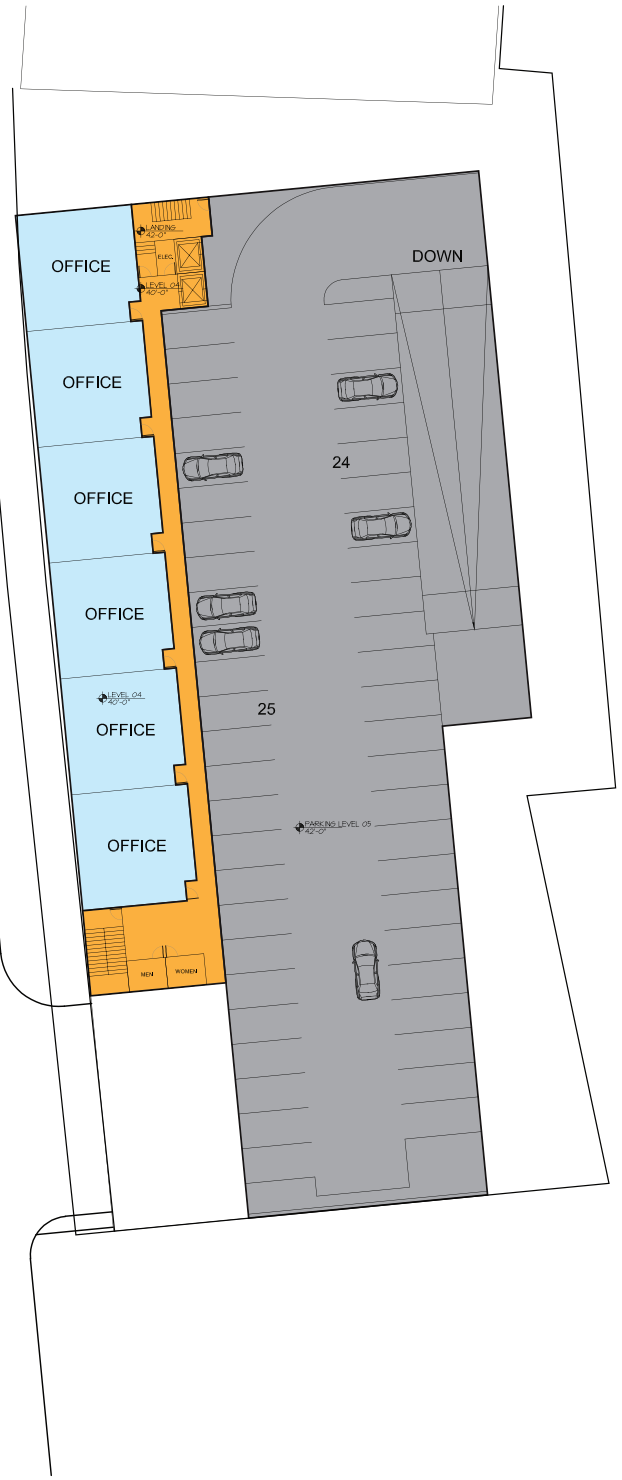 LANDING
42'-0"
ELEC.
DOWN
OFFICE
LEVEL 04
40'-0"
OFFICE
24
OFFICE
OFFICE
LEVEL 04
40'-0"
25
OFFICE
PARKING LEVEL 05
42'-0"
OFFICE
MEN
WOMEN